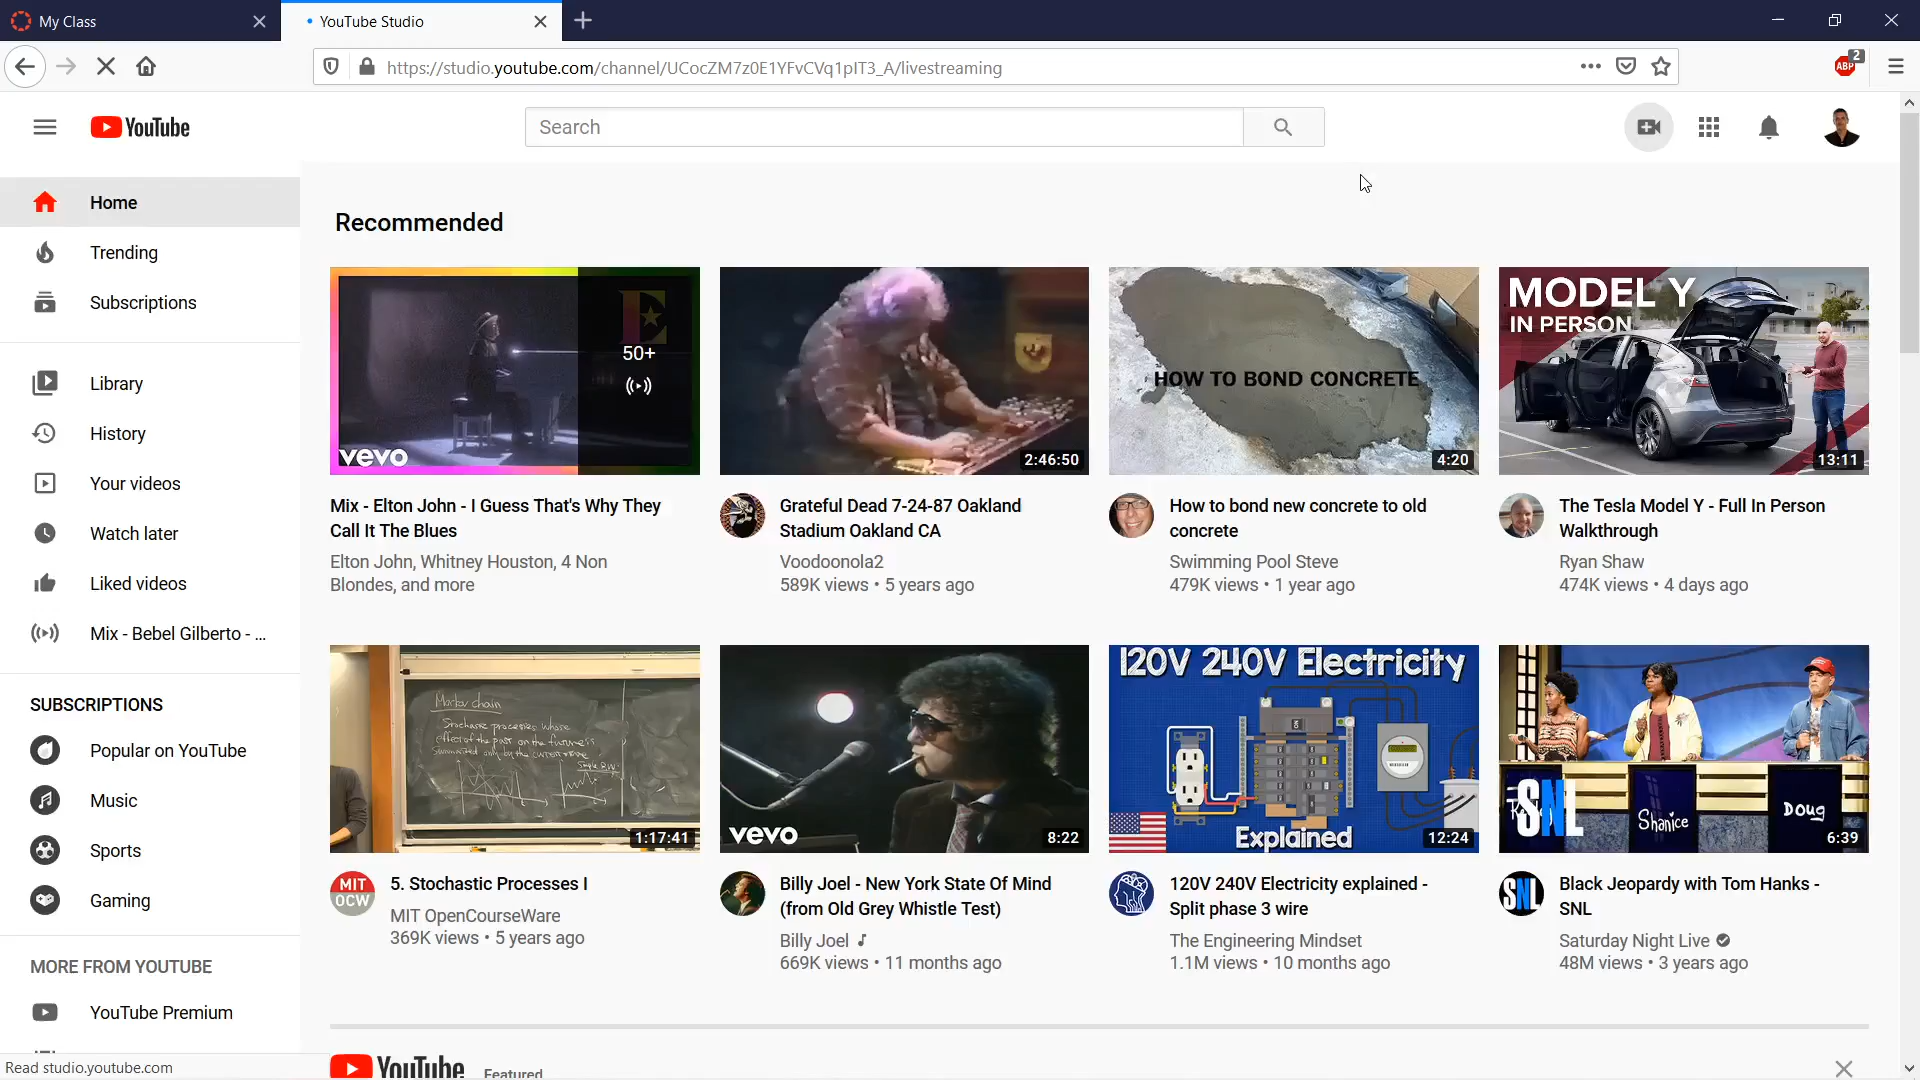 My Class
YouTube Studio
https://studio.youtube.com/channel/UCocZM7z0E1YFvCVq1pIT3_A/livestreaming
ABP
2
YouTube
Search
Home
Trending
Subscriptions
Library
History
Your videos
Watch later
Liked videos
Mix - Bebel Gilberto - ...
SUBSCRIPTIONS
Popular on YouTube
Music
Sports
Gaming
MORE FROM YOUTUBE
YouTube Premium
Read studio.youtube.com
Recommended
E
50+
vevo
Mix - Elton John - I Guess That's Why They
Call It The Blues
Elton John, Whitney Houston, 4 Non
Blondes, and more
2:46:50
Grateful Dead 7-24-87 Oakland
Stadium Oakland CA
Voodoonola2
589K views • 5 years ago
HOW TO BOND CONCRETE
4:20
How to bond new concrete to old
concrete
Swimming Pool Steve
479K views • 1 year ago
MODEL Y
IN PERSON
13:11
The Tesla Model Y - Full In Person
Walkthrough
Ryan Shaw
474K views • 4 days ago
Markov chain
1:17:41
MIT
OCW
5. Stochastic Processes I
MIT OpenCourseWare
369K views • 5 years ago
vevo
8:22
Billy Joel - New York State Of Mind
(from Old Grey Whistle Test)
Billy Joel
669K views • 11 months ago
120V 240V Electricity
ON
Explained
12:24
120V 240V Electricity explained -
Split phase 3 wire
The Engineering Mindset
1.1M views • 10 months ago
SNL
Shanice
Doug
6:39
SNL
Black Jeopardy with Tom Hanks -
SNL
Saturday Night Live
48M views • 3 years ago
YouTube
Featured